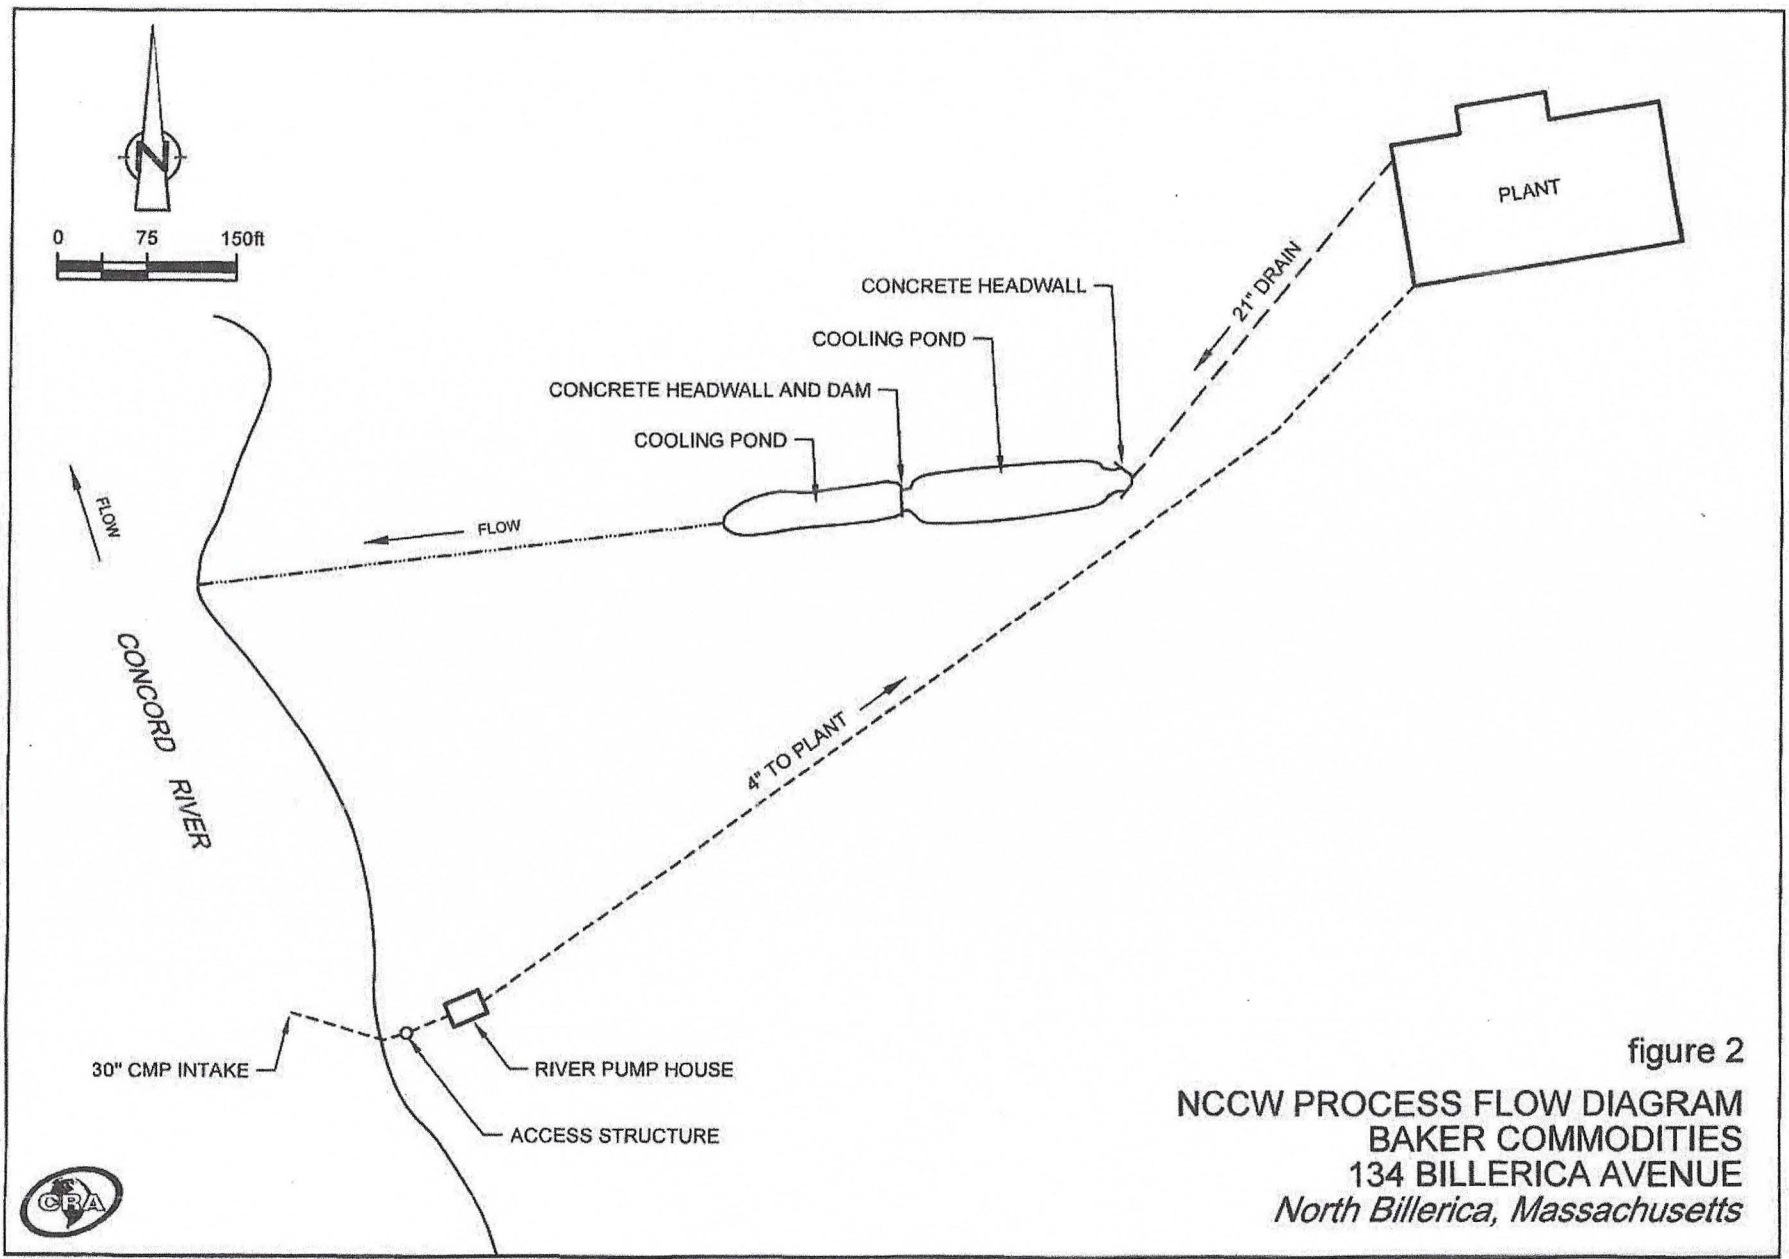 N
0 75 150ft
PLANT
21" DRAIN
CONCRETE HEADWALL
COOLING POND
CONCRETE HEADWALL AND DAM
COOLING POND
FLOW
FLOW
CONCORD RIVER
4" TO PLANT
30" CMP INTAKE
RIVER PUMP HOUSE
ACCESS STRUCTURE
CRA
figure 2
NCCW PROCESS FLOW DIAGRAM
BAKER COMMODITIES
134 BILLERICA AVENUE
North Billerica, Massachusetts